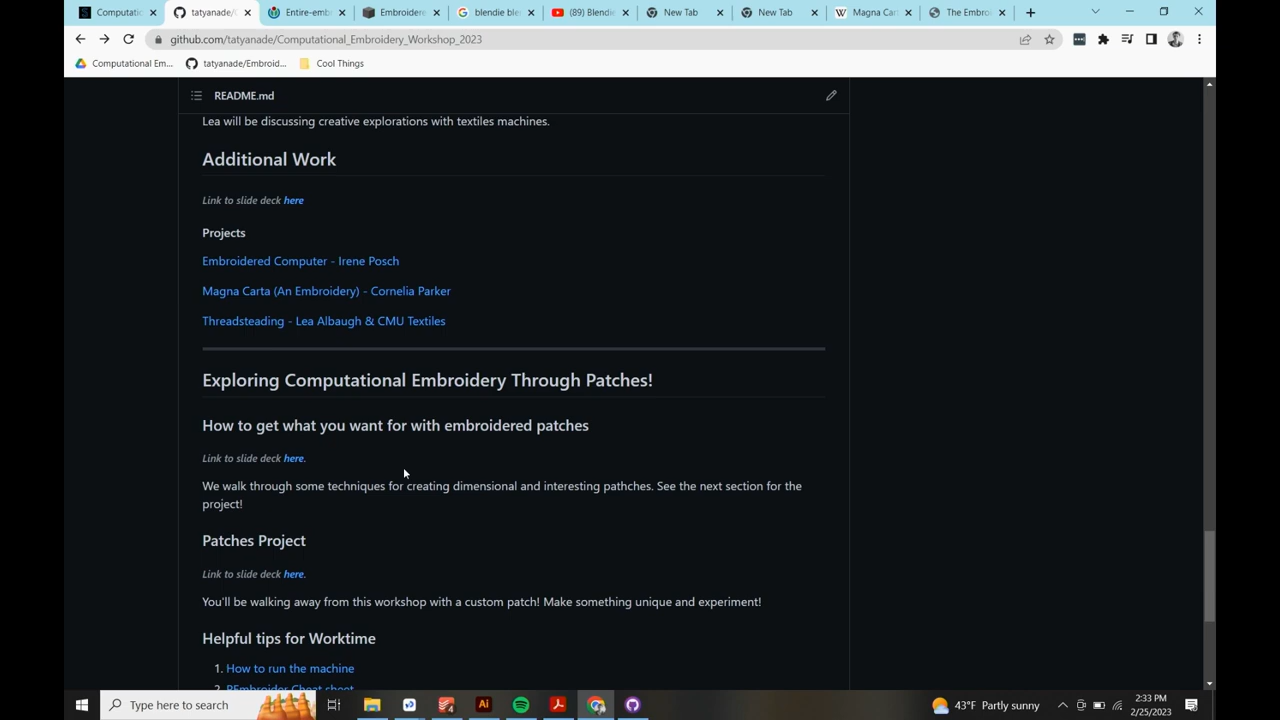 Computatic
tatyanade/
Entire-emb
Embroidere
blendie ble
(89) Blendie
New Tab
New Tab
Magna Car
The Embro
github.com/tatyanade/Computational_Embroidery_Workshop_2023
Computational Em...
tatyanade/Embroid...
Cool Things
README.md
Lea will be discussing creative explorations with textiles machines.
Additional Work
Link to slide deck here
Projects
Embroidered Computer - Irene Posch
Magna Carta (An Embroidery) - Cornelia Parker
Threadsteading - Lea Albaugh & CMU Textiles
Exploring Computational Embroidery Through Patches!
How to get what you want for with embroidered patches
Link to slide deck here.
We walk through some techniques for creating dimensional and interesting pathches. See the next section for the
project!
Patches Project
Link to slide deck here.
You'll be walking away from this workshop with a custom patch! Make something unique and experiment!
Helpful tips for Worktime
1. How to run the machine
2. PEmbroider Cheat sheet
Type here to search
43°F Partly sunny
2:33 PM
2/25/2023